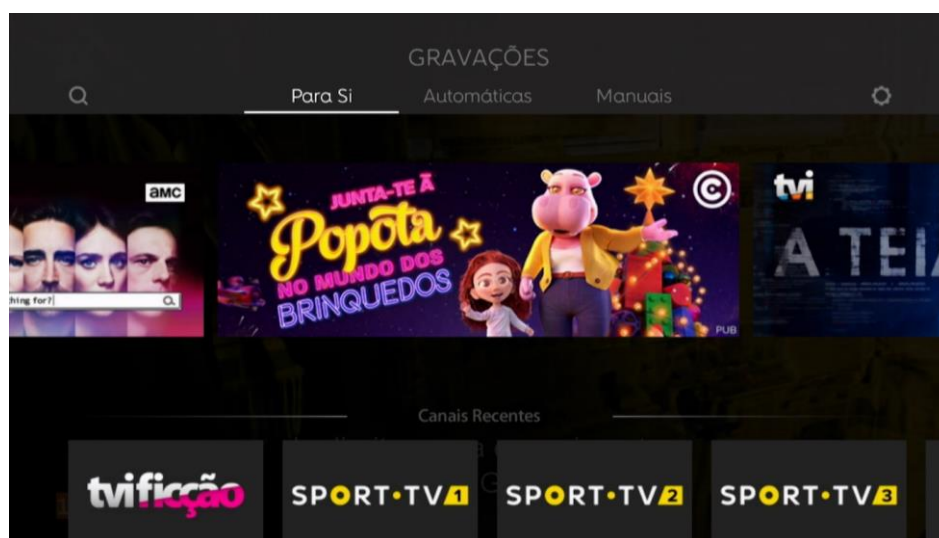 GRAVAÇÕES
Para Si
Automáticas
Manuais
amc
thing for?
JUNTA-TE À
Popota
NO MUNDO DOS
BRINQUEDOS
C
PUB
tvi
A TEIA
Canais Recentes
tvificção
SPORT•TV1
SPORT•TV2
SPORT•TV3